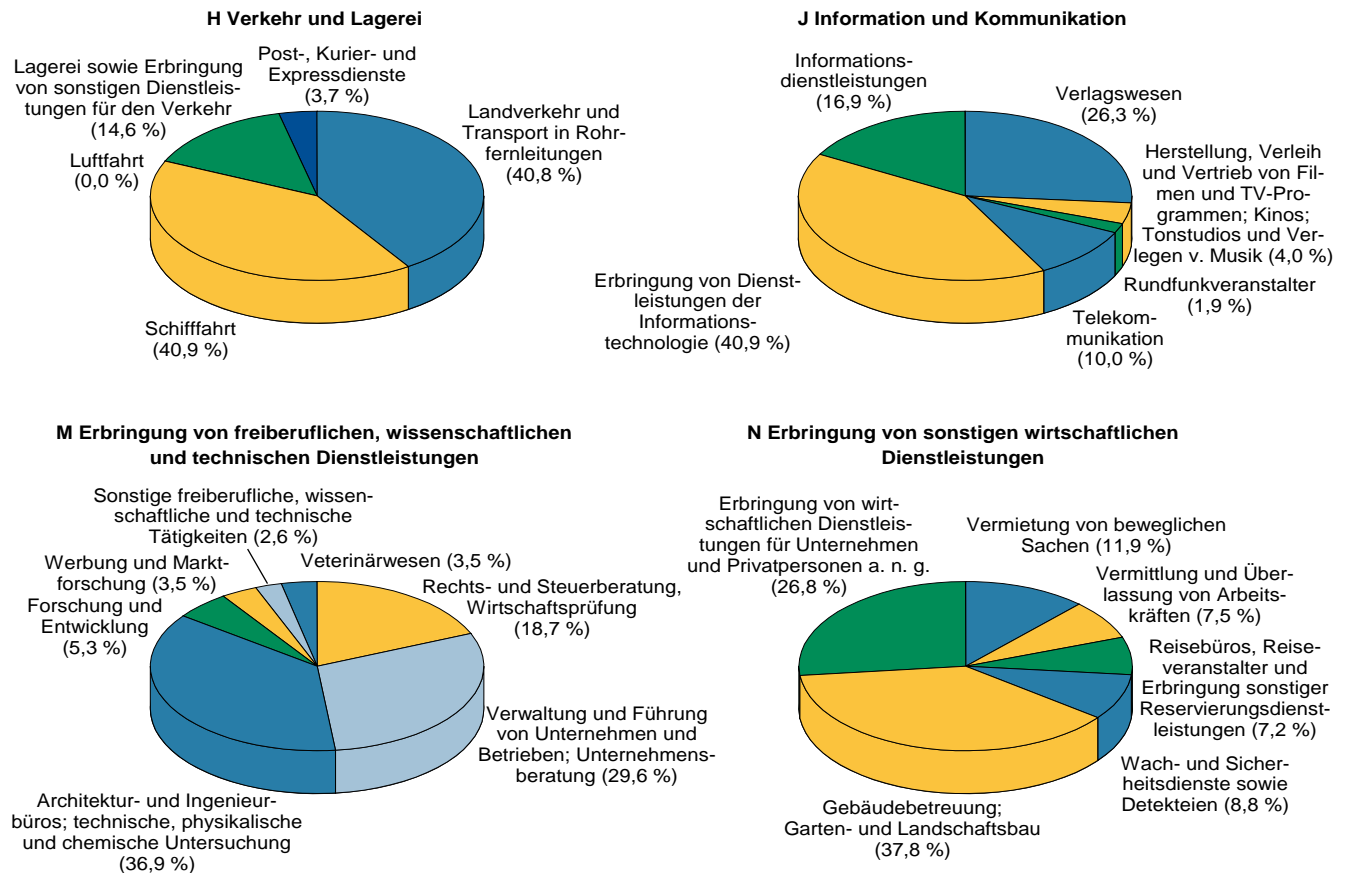 H Verkehr und Lagerei
Post-, Kurier- und
Expressdienste
(3,7 %)
Lagerei sowie Erbringung
von sonstigen Dienstleis-
tungen für den Verkehr
(14,6 %)
Luftfahrt
(0,0 %)
Landverkehr und
Transport in Rohr-
fernleitungen
(40,8 %)
Schifffahrt
(40,9 %)
J Information und Kommunikation
Informations-
dienstleistungen
(16,9 %)
Verlagswesen
(26,3 %)
Herstellung, Verleih
und Vertrieb von Fil-
men und TV-Pro-
grammen; Kinos;
Tonstudios und Ver-
legen v. Musik (4,0 %)
Rundfunkveranstalter
(1,9 %)
Telekom-
munikation
(10,0 %)
Erbringung von Dienst-
leistungen der
Informations-
technologie (40,9 %)
M Erbringung von freiberuflichen, wissenschaftlichen
und technischen Dienstleistungen
Sonstige freiberufliche, wissen-
schaftliche und technische
Tätigkeiten (2,6 %)
Veterinärwesen (3,5 %)
Werbung und Markt-
forschung (3,5 %)
Forschung und
Entwicklung
(5,3 %)
Rechts- und Steuerberatung,
Wirtschaftsprüfung
(18,7 %)
Verwaltung und Führung
von Unternehmen und
Betrieben; Unternehmens-
beratung (29,6 %)
Architektur- und Ingenieur-
büros; technische, physikalische
und chemische Untersuchung
(36,9 %)
N Erbringung von sonstigen wirtschaftlichen
Dienstleistungen
Erbringung von wirt-
schaftlichen Dienstleis-
tungen für Unternehmen
und Privatpersonen a. n. g.
(26,8 %)
Vermietung von beweglichen
Sachen (11,9 %)
Vermittlung und Über-
lassung von Arbeits-
kräften (7,5 %)
Reisebüros, Reise-
veranstalter und
Erbringung sonstiger
Reservierungsdienst-
leistungen (7,2 %)
Wach- und Sicher-
heitsdienste sowie
Detekteien (8,8 %)
Gebäudebetreuung;
Garten- und Landschaftsbau
(37,8 %)